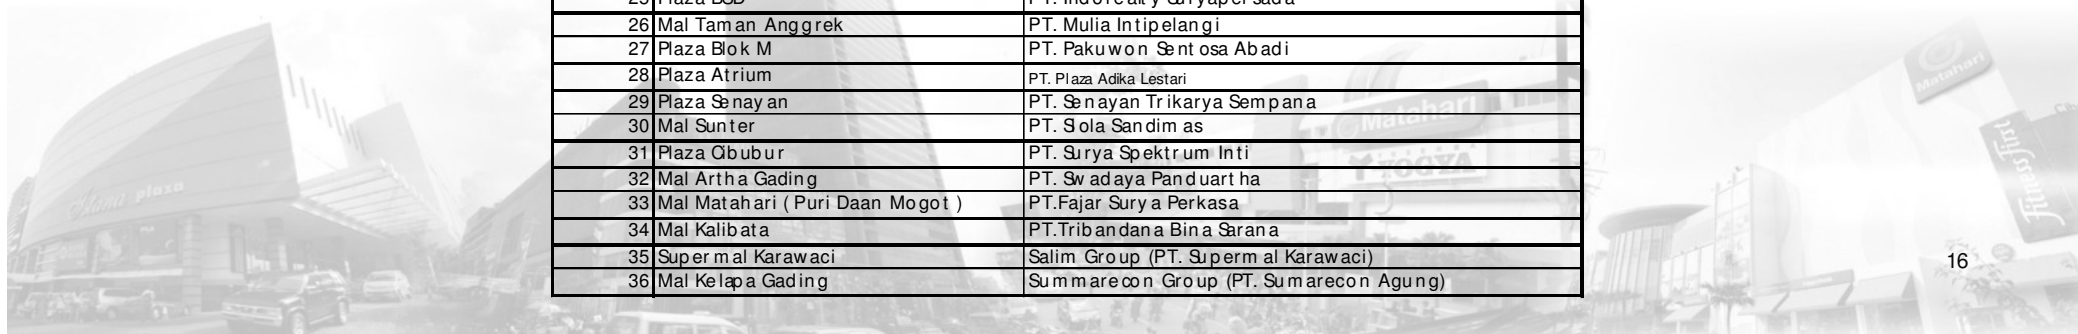 26 Mal Taman Anggrek PT. Mulia Intipelangi
27 Plaza Blok M PT. Pakuwon Sentosa Abadi
28 Plaza Atrium PT. Plaza Adika Lestari
29 Plaza Senayan PT. Senayan Trikarya Sempana
30 Mal Sunter PT. Siola Sandimas
31 Plaza Cibubur PT. Surya Spektrum Inti
32 Mal Artha Gading PT. Swadaya Panduartha
33 Mal Matahari ( Puri Daan Mogot ) PT.Fajar Surya Perkasa
34 Mal Kalibata PT.Tribandana Bina Sarana
35 Supermal Karawaci Salim Group (PT. Supermal Karawaci)
36 Mal Kelapa Gading Summarecon Group (PT. Sumarecon Agung)
16
Matahari
Matahari
YOGYA
fitness first
plaza